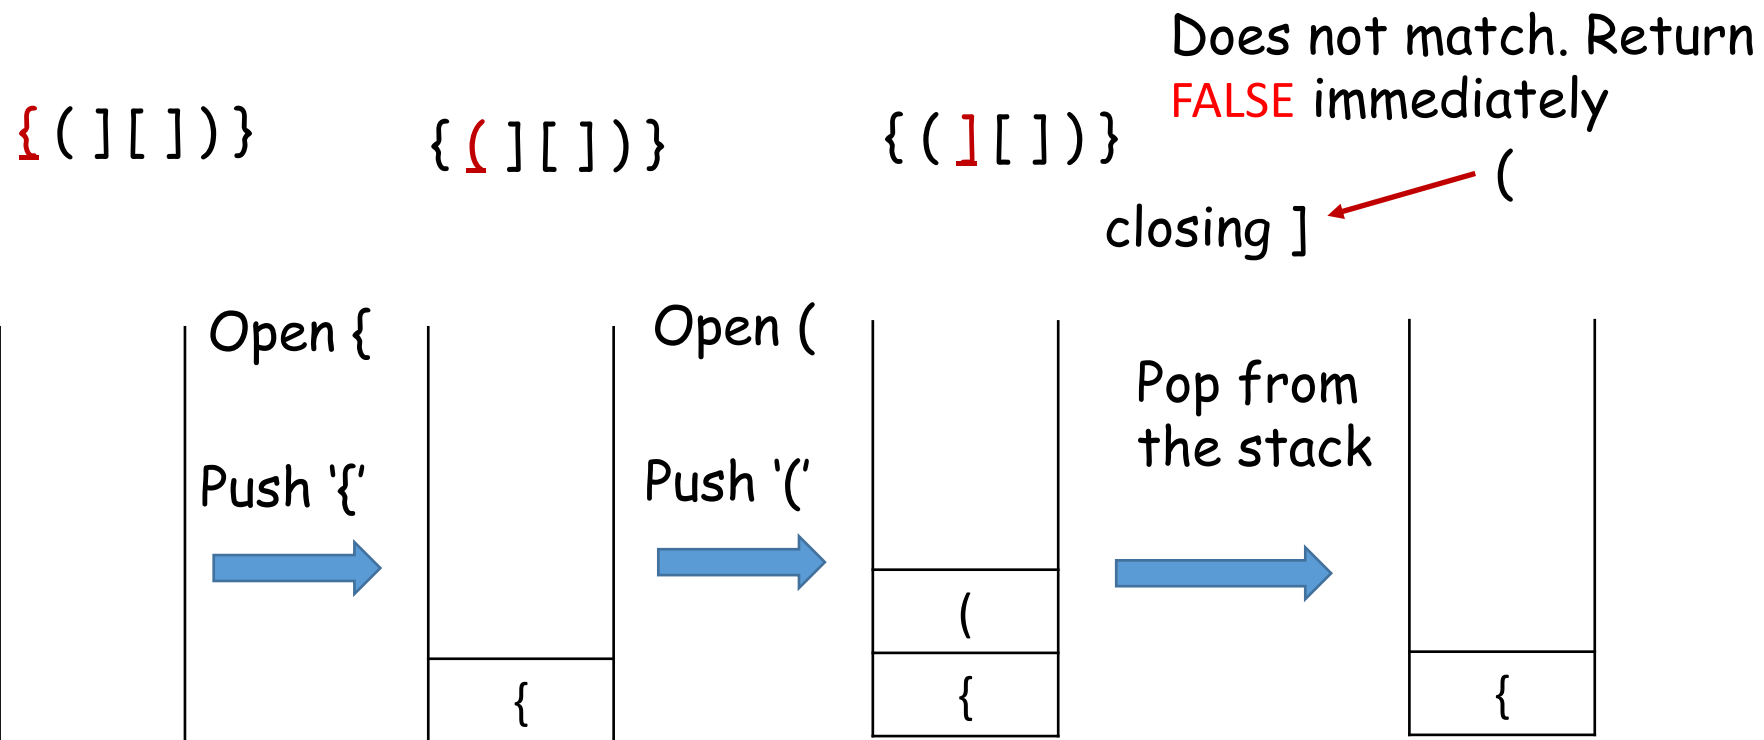 Does not match. Return
FALSE immediately
{ ( ] [ ] ) }
{ ( ] [ ] ) }
{ ( ] [ ] ) }
(
closing ]
Open {
Push ‘{’
Open (
Push ‘(’
Pop from
the stack
{
(
{
{